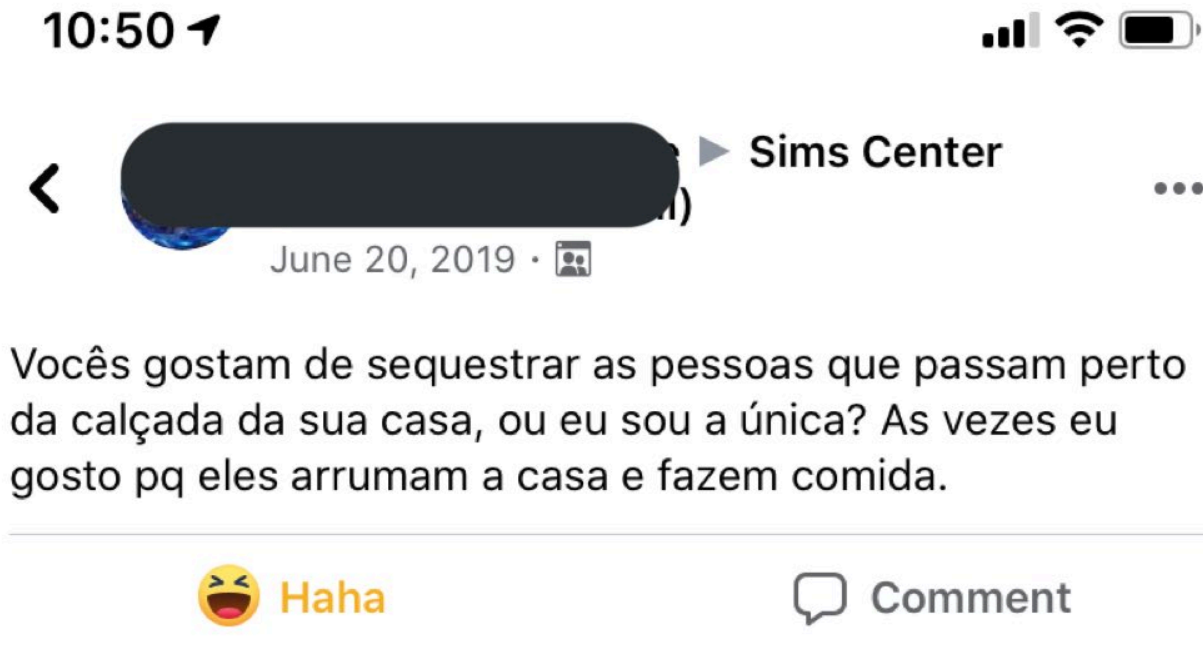 10:50
Sims Center
June 20, 2019 ·
Vocês gostam de sequestrar as pessoas que passam perto
da calçada da sua casa, ou eu sou a única? As vezes eu
gosto pq eles arrumam a casa e fazem comida.
Haha
Comment